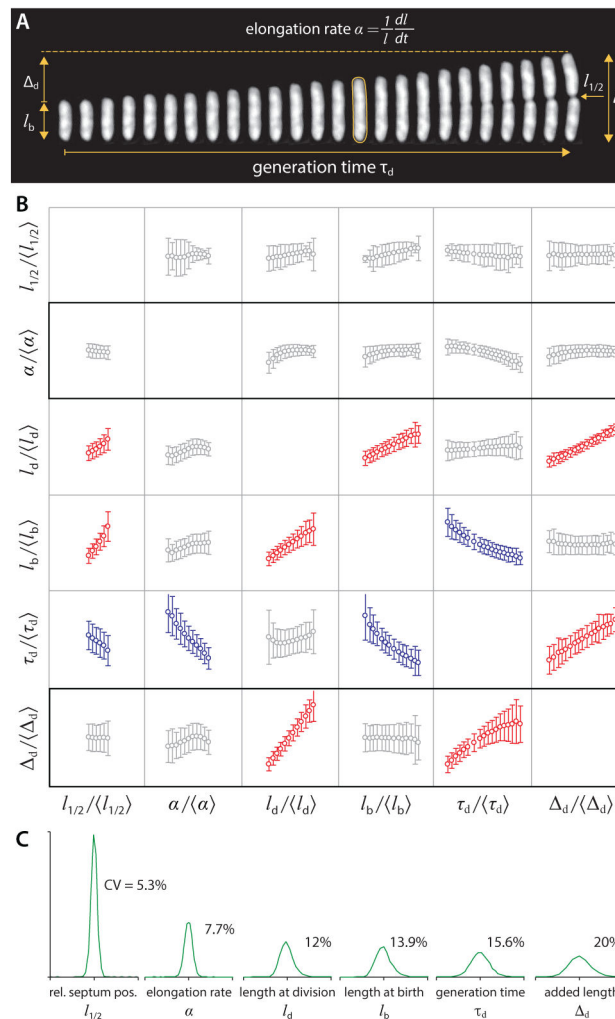 A
elongation rate α = 1/l dl/dt
Δd
lb
l1/2
generation time τd
B
l1/2/⟨l1/2⟩
α/⟨α⟩
ld/⟨ld⟩
lb/⟨lb⟩
τd/⟨τd⟩
Δd/⟨Δd⟩
l1/2/⟨l1/2⟩ α/⟨α⟩ ld/⟨ld⟩ lb/⟨lb⟩ τd/⟨τd⟩ Δd/⟨Δd⟩
C
CV = 5.3% 7.7% 12% 13.9% 15.6% 20%
rel. septum pos. elongation rate length at division length at birth generation time added length
l1/2 α ld lb τd Δd